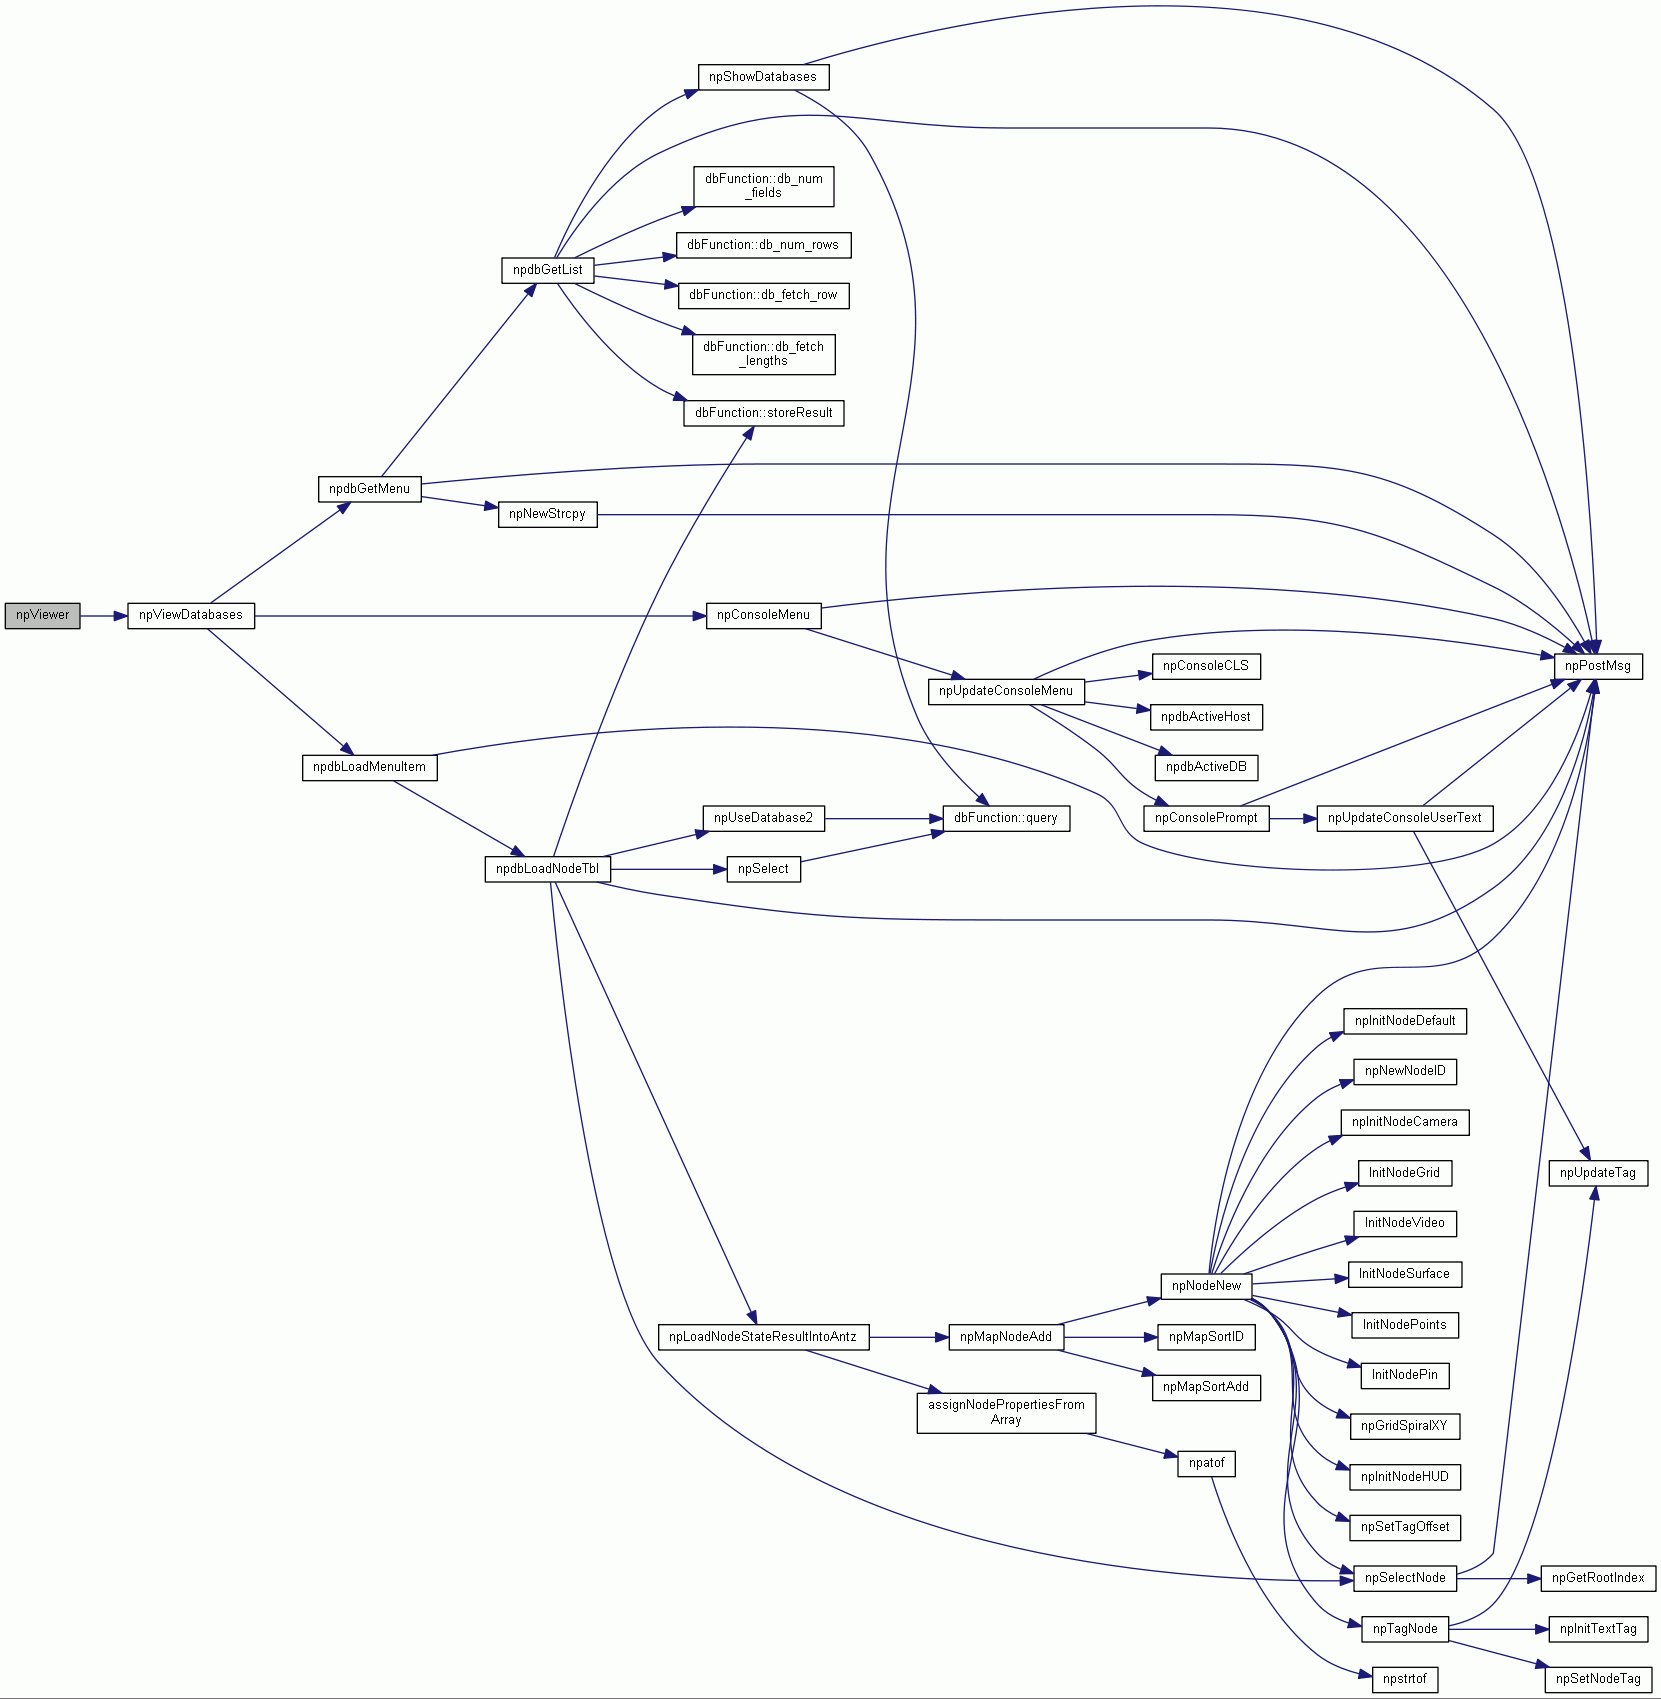 npShowDatabases
dbFunction::db_num
_fields
dbFunction::db_num_rows
npdbGetList
dbFunction::db_fetch_row
dbFunction::db_fetch
_lengths
dbFunction::storeResult
npdbGetMenu
npNewStrcpy
npViewer
npViewDatabases
npConsoleMenu
npConsoleCLS
npPostMsg
npUpdateConsoleMenu
npdbActiveHost
npdbLoadMenuItem
npdbActiveDB
npUseDatabase2
dbFunction::query
npConsolePrompt
npUpdateConsoleUserText
npdbLoadNodeTbl
npSelect
npInitNodeDefault
npNewNodeID
npInitNodeCamera
InitNodeGrid
npUpdateTag
InitNodeVideo
InitNodeSurface
npNodeNew
InitNodePoints
npLoadNodeStateResultIntoAntz
npMapNodeAdd
npMapSortID
InitNodePin
npMapSortAdd
assignNodePropertiesFrom
Array
npGridSpiralXY
npatof
npInitNodeHUD
npSetTagOffset
npSelectNode
npGetRootIndex
npTagNode
npInitTextTag
npstrtof
npSetNodeTag